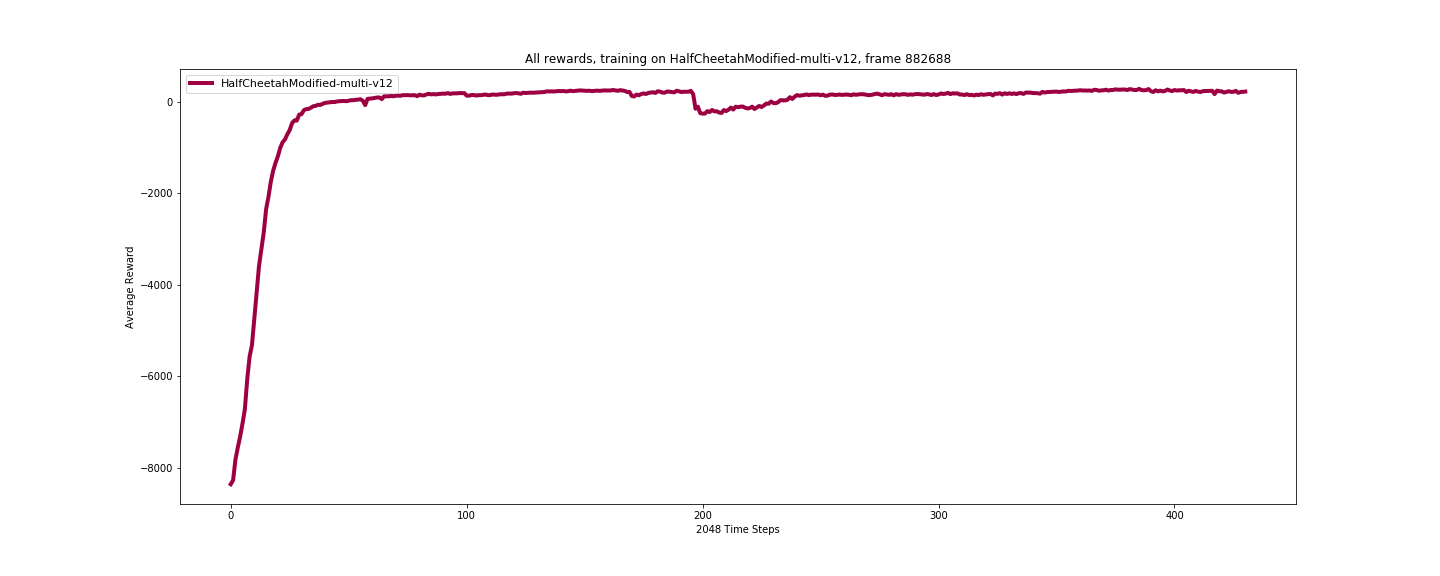 All rewards, training on HalfCheetahModified-multi-v12, frame 882688
HalfCheetahModified-multi-v12
0
−2000
−4000
−6000
−8000
Average Reward
0 100 200 300 400
2048 Time Steps